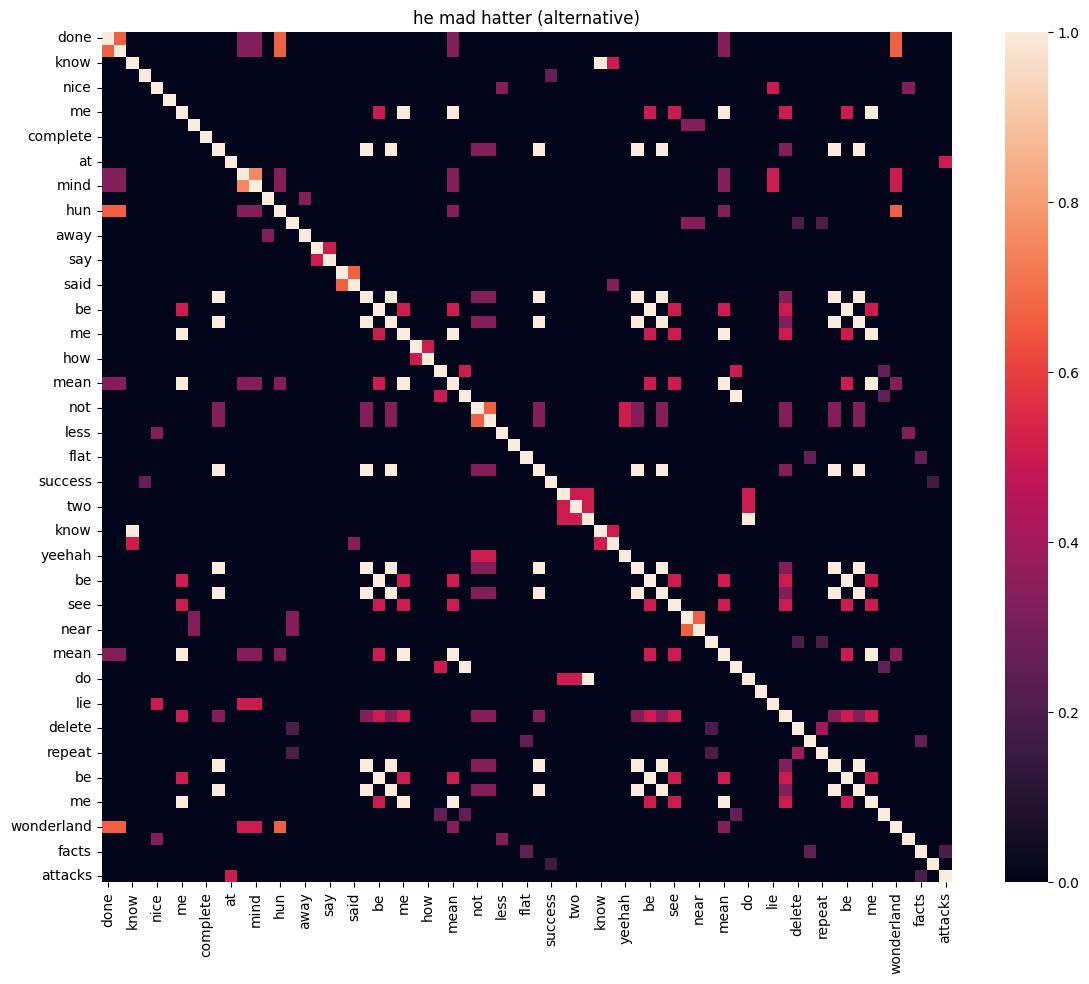 he mad hatter (alternative)
done
know
nice
me
complete
at
mind
hun
away
say
said
be
me
how
mean
not
less
flat
success
two
know
yeehah
be
see
near
mean
do
lie
delete
repeat
be
me
wonderland
facts
attacks
done
know
nice
me
complete
at
mind
hun
away
say
said
be
me
how
mean
not
less
flat
success
two
know
yeehah
be
see
near
mean
do
lie
delete
repeat
be
me
wonderland
facts
attacks
1.0
0.8
0.6
0.4
0.2
0.0